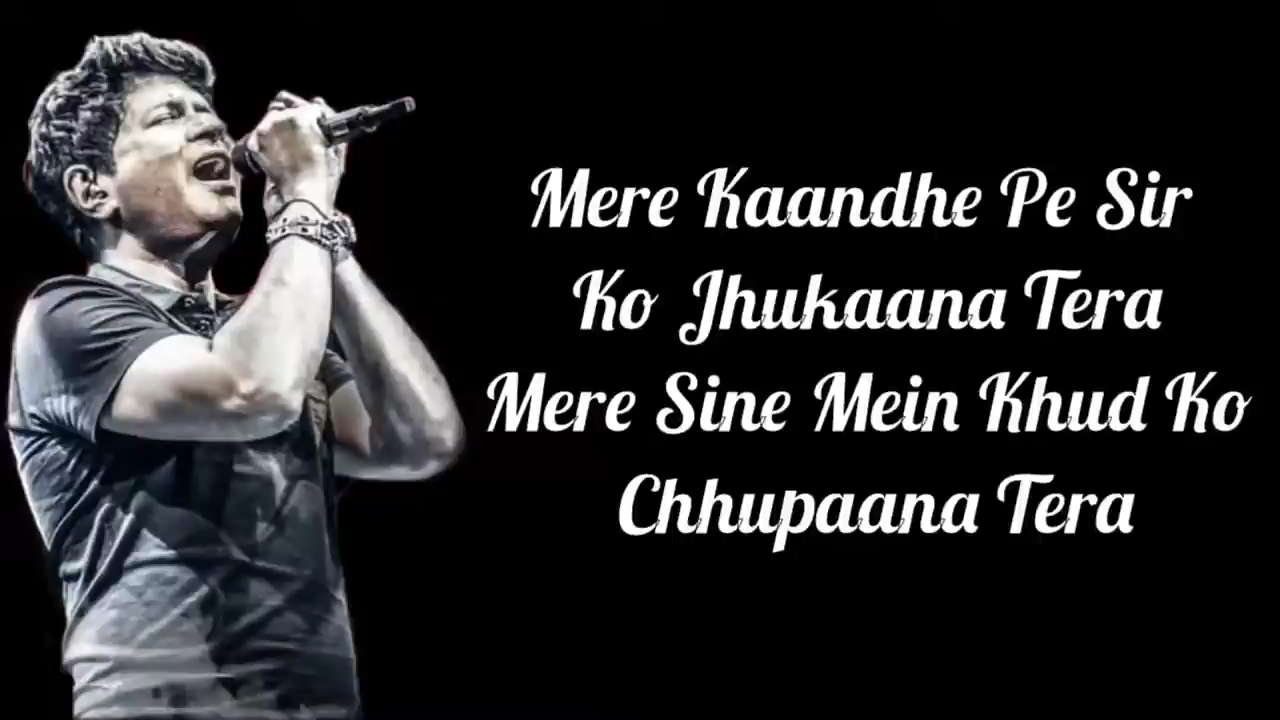 Mere Kaandhe Pe Sir
Ko Jhukaana Tera
Mere Sine Mein Khud Ko
Chhupaana Tera